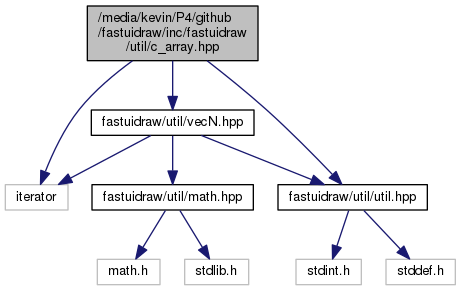 /media/kevin/P4/github
/fastuidraw/inc/fastuidraw
/util/c_array.hpp
fastuidraw/util/vecN.hpp
iterator
fastuidraw/util/math.hpp
fastuidraw/util/util.hpp
math.h
stdlib.h
stdint.h
stddef.h